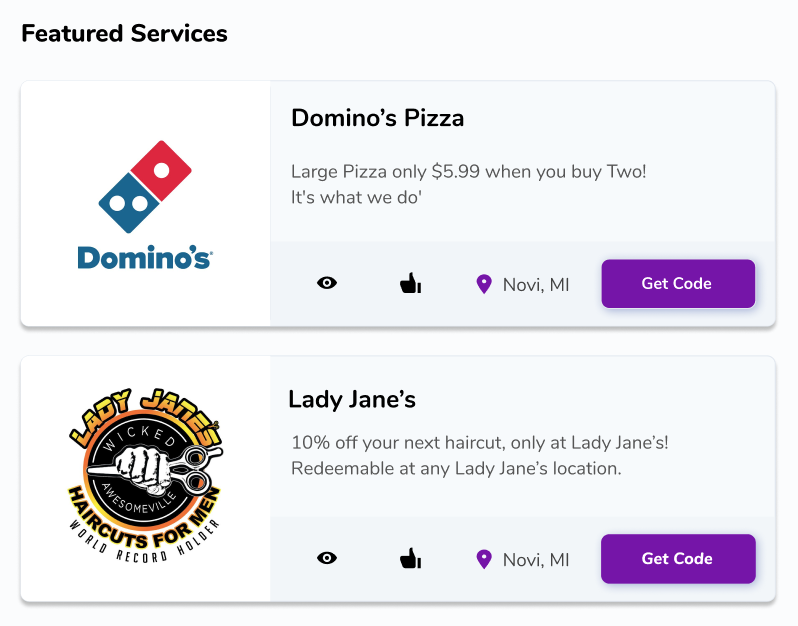 Featured Services
Domino’s Pizza
Large Pizza only $5.99 when you buy Two!
It's what we do'
Domino's®
Novi, MI
Get Code
LADY JANE'S
WICKED
AWESOMEVILLE
HAIRCUTS FOR MEN
WORLD RECORD HOLDER
Lady Jane’s
10% off your next haircut, only at Lady Jane’s!
Redeemable at any Lady Jane’s location.
Novi, MI
Get Code